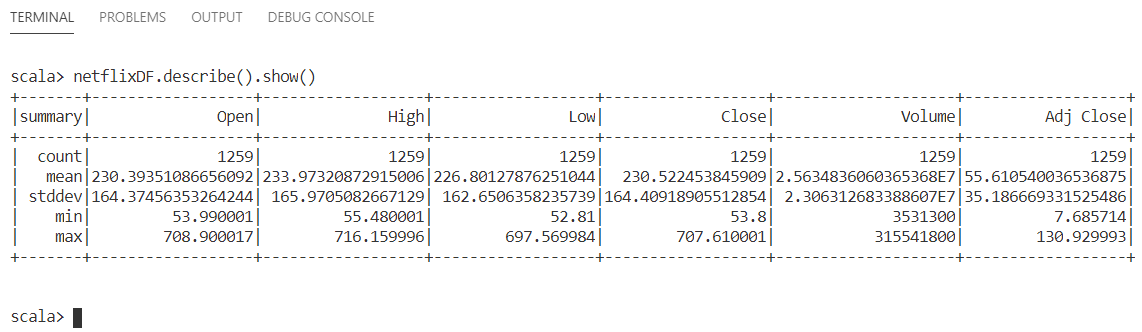 TERMINAL PROBLEMS OUTPUT DEBUG CONSOLE
scala> netflixDF.describe().show()
+-------+------------------+------------------+------------------+------------------+--------------------+------------------+
|summary|              Open|              High|               Low|             Close|              Volume|         Adj Close|
+-------+------------------+------------------+------------------+------------------+--------------------+------------------+
|  count|              1259|              1259|              1259|              1259|                1259|              1259|
|   mean|230.39351086656092|233.97320872915006|226.80127876251044|  230.522453845909|2.5634836060365368E7|55.610540036536875|
| stddev|164.37456353264244| 165.9705082667129| 162.6506358235739|164.40918905512854| 2.306312683388607E7|35.186669331525486|
|    min|         53.990001|         55.480001|             52.81|              53.8|             3531300|          7.685714|
|    max|        708.900017|        716.159996|        697.569984|        707.610001|           315541800|        130.929993|
+-------+------------------+------------------+------------------+------------------+--------------------+------------------+
scala>